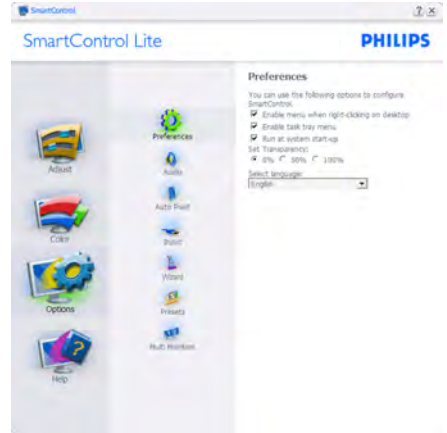 SmartControl
SmartControl Lite
PHILIPS
Adjust
Color
Options
Help
Preferences
Audio
Auto Pivot
Input
Wizard
Presets
Multi Monitors
Preferences
You can use the following options to configure
SmartControl.
Enable menu when right-clicking on desktop
Enable task tray menu
Run at system start-up
Set Transparency:
0% 50% 100%
Select language:
English